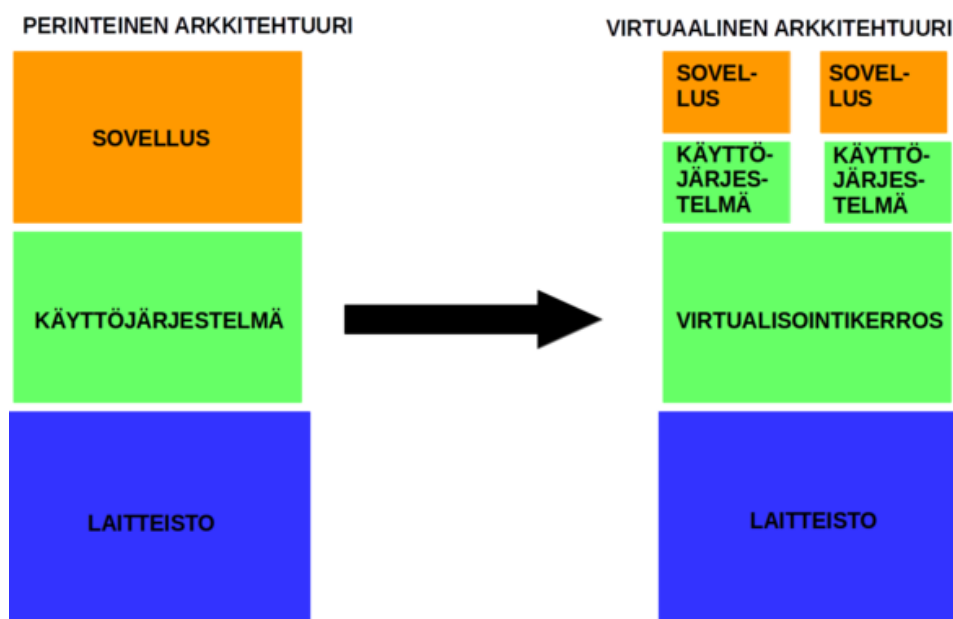 PERINTEINEN ARKKITEHTUURI
SOVELLUS
KÄYTTÖJÄRJESTELMÄ
LAITTEISTO
VIRTUAALINEN ARKKITEHTUURI
SOVEL-
LUS
SOVEL-
LUS
KÄYTTÖ-
JÄRJES-
TELMÄ
KÄYTTÖ-
JÄRJES-
TELMÄ
VIRTUALISOINTIKERROS
LAITTEISTO